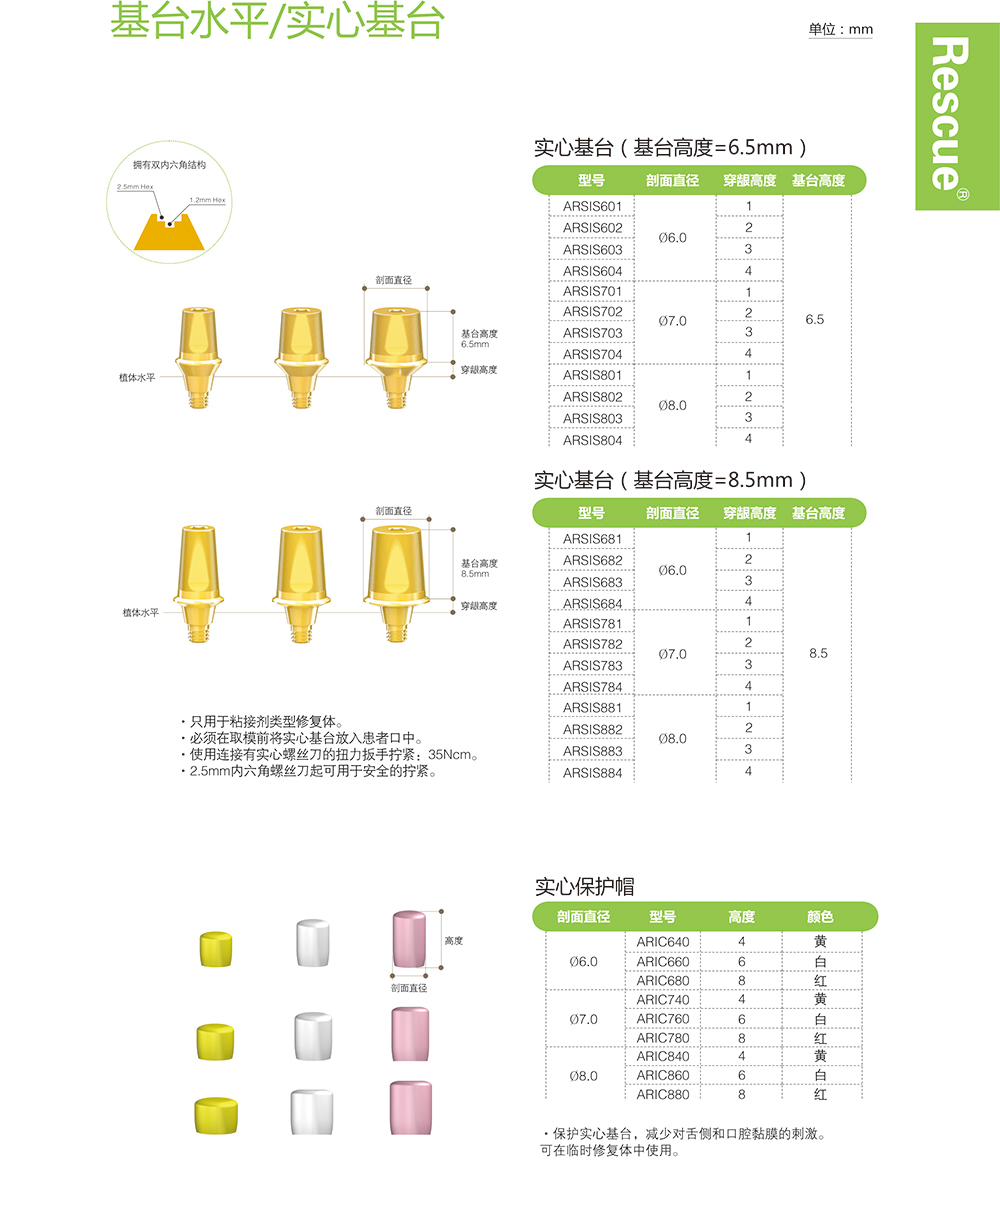 基台水平/实心基台
单位：mm
Rescue®
拥有双内六角结构
2.5mm Hex
1.2mm Hex
剖面直径
基台高度
6.5mm
穿龈高度
植体水平
剖面直径
基台高度
8.5mm
穿龈高度
植体水平
·只用于粘接剂类型修复体。
·必须在取模前将实心基台放入患者口中。
·使用连接有实心螺丝刀的扭力扳手拧紧；35Ncm。
·2.5mm内六角螺丝刀起可用于安全的拧紧。
实心基台（基台高度=6.5mm）
型号 剖面直径 穿龈高度 基台高度
ARSIS601 1
ARSIS602 2
Ø6.0
ARSIS603 3
ARSIS604 4
ARSIS701 1
ARSIS702 2
Ø7.0 6.5
ARSIS703 3
ARSIS704 4
ARSIS801 1
ARSIS802 2
Ø8.0
ARSIS803 3
ARSIS804 4
实心基台（基台高度=8.5mm）
型号 剖面直径 穿龈高度 基台高度
ARSIS681 1
ARSIS682 2
Ø6.0
ARSIS683 3
ARSIS684 4
ARSIS781 1
ARSIS782 2
Ø7.0 8.5
ARSIS783 3
ARSIS784 4
ARSIS881 1
ARSIS882 2
Ø8.0
ARSIS883 3
ARSIS884 4
高度
剖面直径
实心保护帽
剖面直径 型号 高度 颜色
ARIC640 4 黄
Ø6.0 ARIC660 6 白
ARIC680 8 红
ARIC740 4 黄
Ø7.0 ARIC760 6 白
ARIC780 8 红
ARIC840 4 黄
Ø8.0 ARIC860 6 白
ARIC880 8 红
·保护实心基台，减少对舌侧和口腔黏膜的刺激。
可在临时修复体中使用。